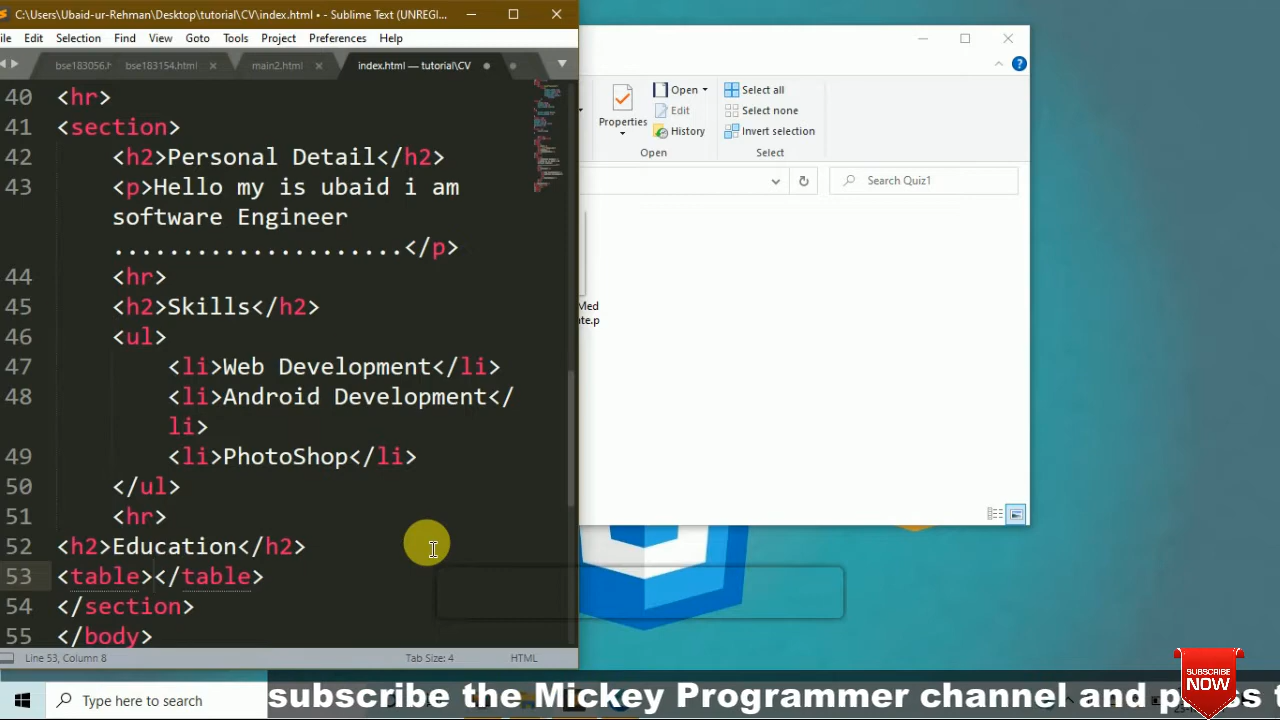 C:\Users\Ubaid-ur-Rehman\Desktop\tutorial\CV\index.html • - Sublime Text (UNREGI...
ile Edit Selection Find View Goto Tools Project Preferences Help
bse183056.h bse183154.html main2.html index.html — tutorial\CV
40 <hr>
41 <section>
42 <h2>Personal Detail</h2>
43 <p>Hello my is ubaid i am
software Engineer
.....................</p>
44 <hr>
45 <h2>Skills</h2>
46 <ul>
47 <li>Web Development</li>
48 <li>Android Development</
li>
49 <li>PhotoShop</li>
50 </ul>
51 <hr>
52 <h2>Education</h2>
53 <table></table>
54 </section>
55 </body>
Line 53, Column 8 Tab Size: 4 HTML
Properties
Open
Edit
History
Open
Select all
Select none
Invert selection
Select
Search Quiz1
Med
te.p
Type here to search
subscribe the Mickey Programmer channel and p
SUBSCRIBE
NOW